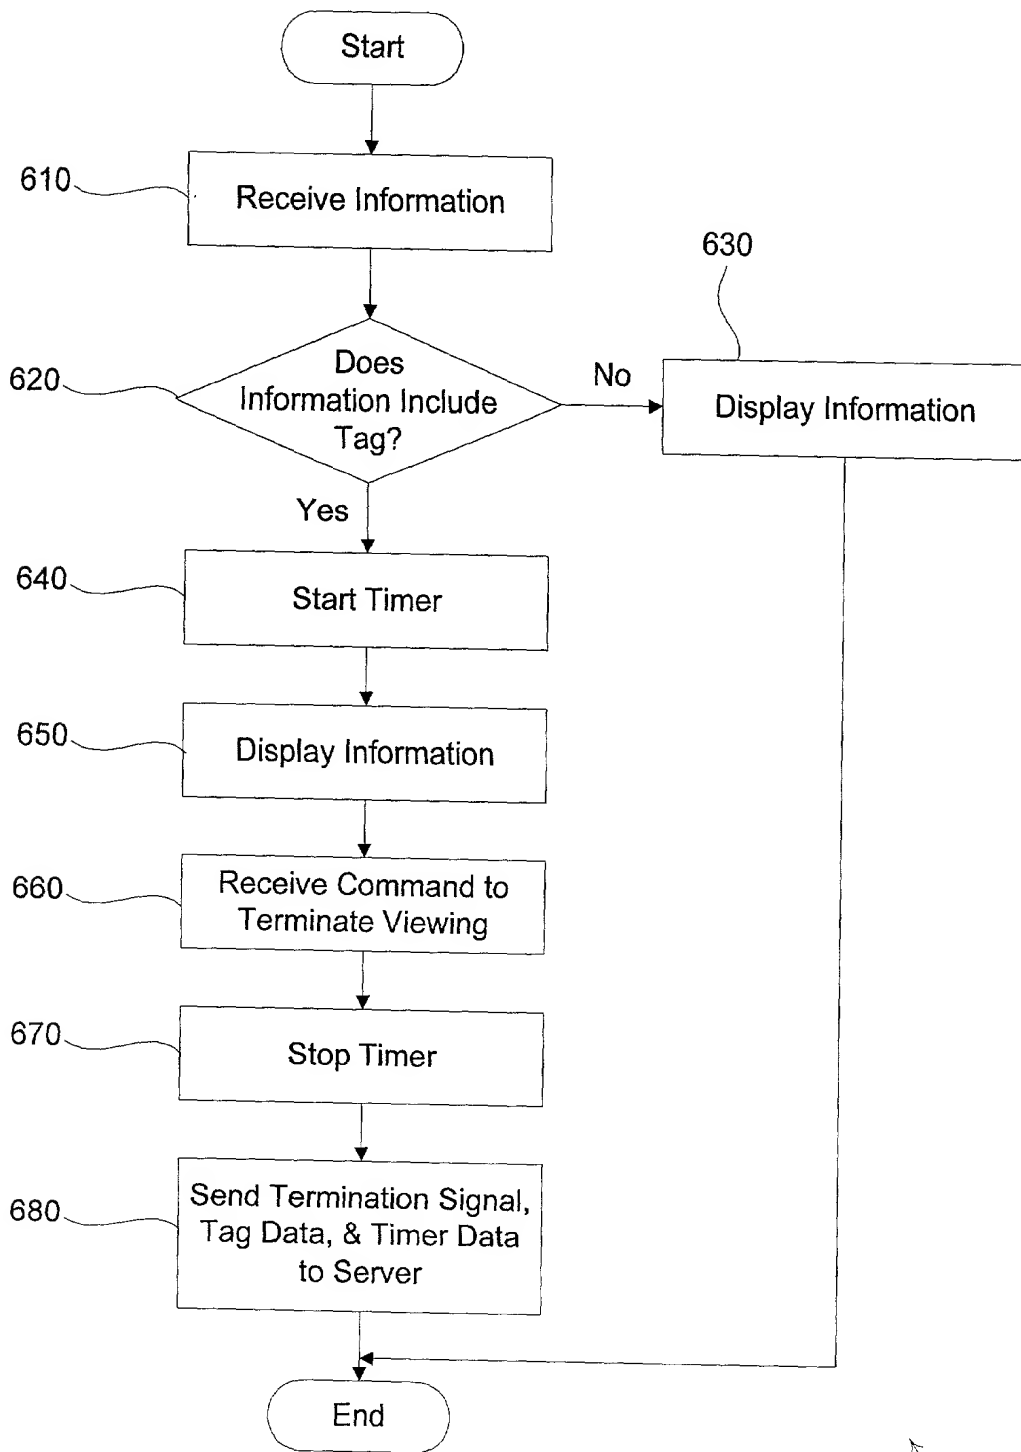 Start
610
Receive Information
630
620
Does
Information Include
Tag?
No
Display Information
Yes
640
Start Timer
650
Display Information
660
Receive Command to
Terminate Viewing
670
Stop Timer
680
Send Termination Signal,
Tag Data, & Timer Data
to Server
End